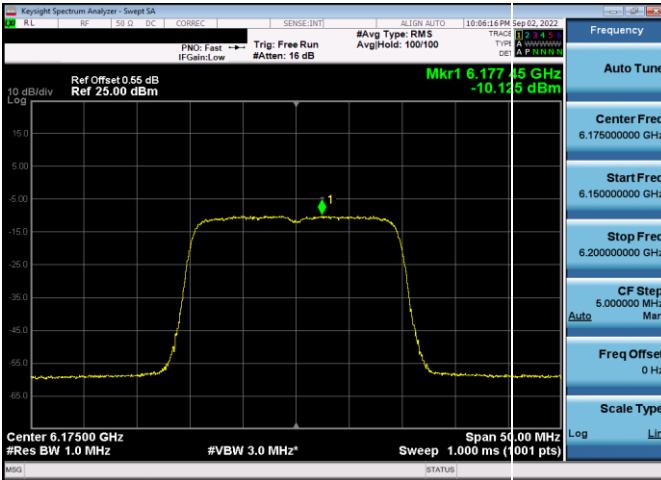 Keysight Spectrum Analyzer - Swept SA
RL RF 50 Ω DC CORREC SENSE:INT ALIGN AUTO 10:06:16 PM Sep 02, 2022
Frequency
#Avg Type: RMS
TRACE 1 2 3 4 5 6
PNO: Fast Trig: Free Run Avg|Hold: 100/100
TYPE A WWWWW
IFGain:Low #Atten: 16 dB
DET A P N N N N
Auto Tune
Mkr1 6.177 45 GHz
Ref Offset 0.55 dB
10 dB/div Ref 25.00 dBm -10.125 dBm
Log
Center Freq
6.175000000 GHz
15.0
5.00
Start Freq
6.150000000 GHz
-5.00
1
-15.0
Stop Freq
6.200000000 GHz
-25.0
-35.0
CF Step
5.000000 MHz
Auto Man
-45.0
-55.0
Freq Offset
0 Hz
-65.0
Scale Type
Log Lin
Center 6.17500 GHz Span 50.00 MHz
#Res BW 1.0 MHz #VBW 3.0 MHz* Sweep 1.000 ms (1001 pts)
MSG STATUS